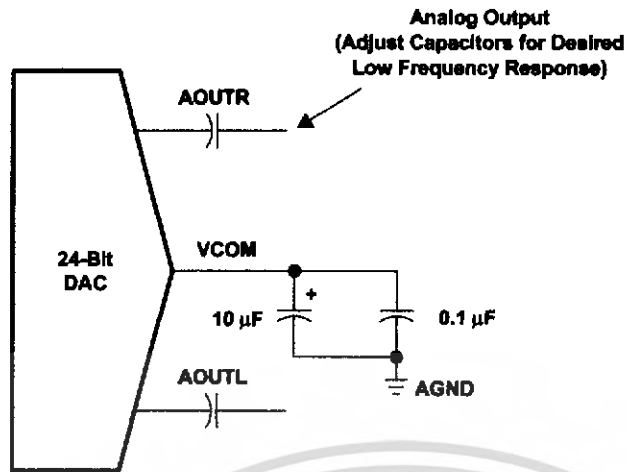 Analog Output
(Adjust Capacitors for Desired
Low Frequency Response)
AOUTR
24-Bit
DAC
VCOM
+
10 µF
0.1 µF
AOUTL
AGND